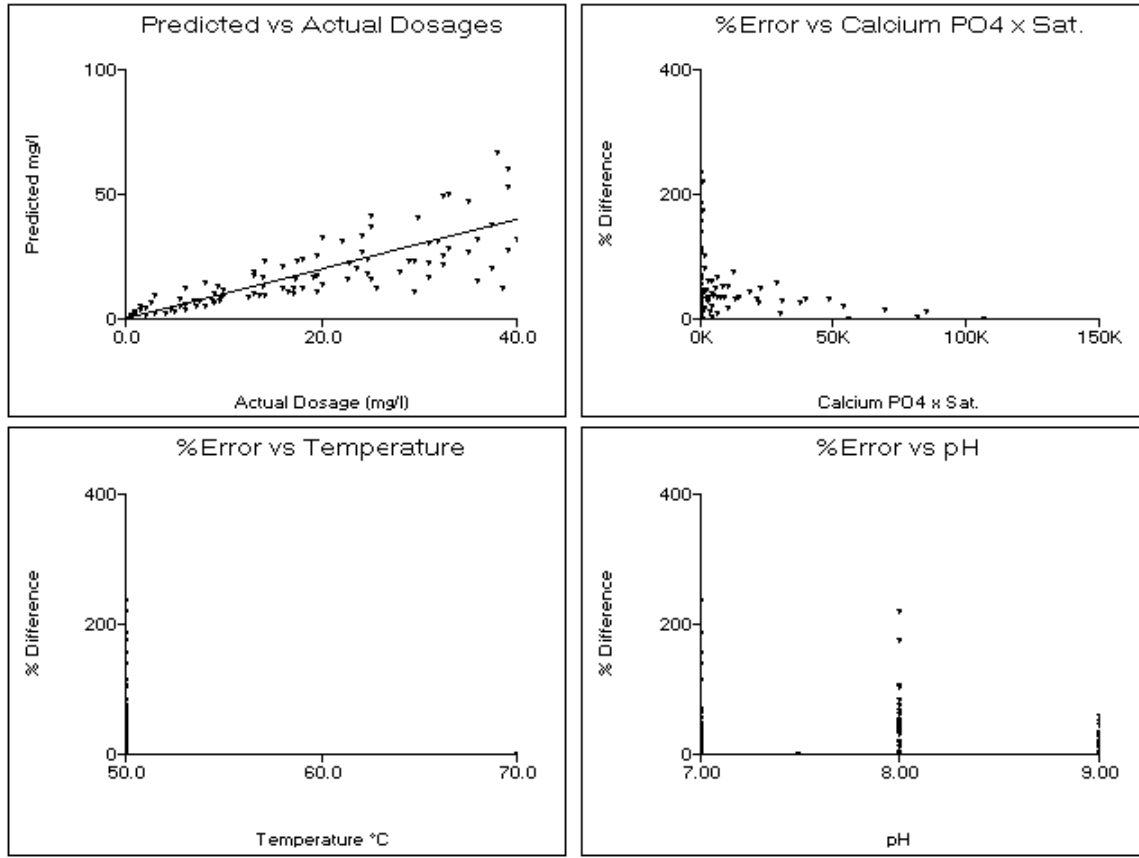 Predicted vs Actual Dosages
100
50
0
Predicted mg/l
0.0 20.0 40.0
Actual Dosage (mg/l)
%Error vs Calcium PO4 x Sat.
400
200
0
% Difference
0K 50K 100K 150K
Calcium PO4 x Sat.
%Error vs Temperature
400
200
0
% Difference
50.0 60.0 70.0
Temperature °C
%Error vs pH
400
200
0
% Difference
7.00 8.00 9.00
pH